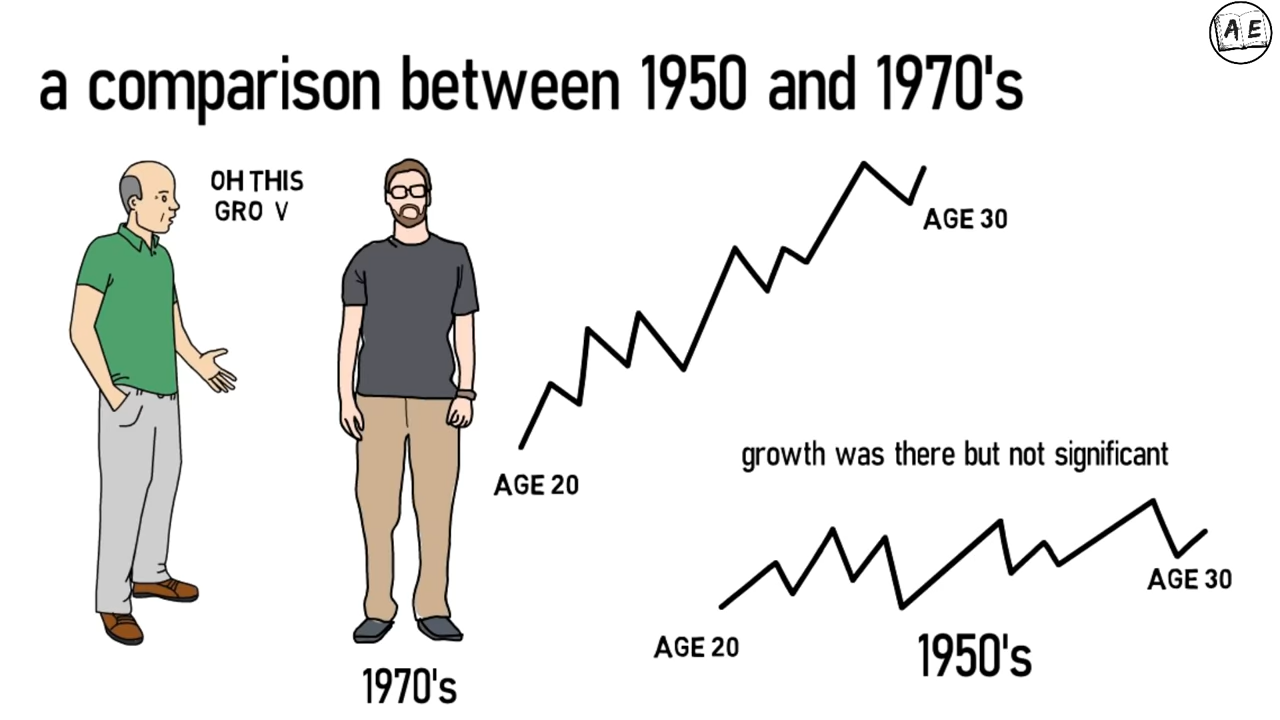 A E
a comparison between 1950 and 1970's
OH THIS
GRO V
AGE 30
AGE 20
growth was there but not significant
AGE 30
AGE 20
1950's
1970's